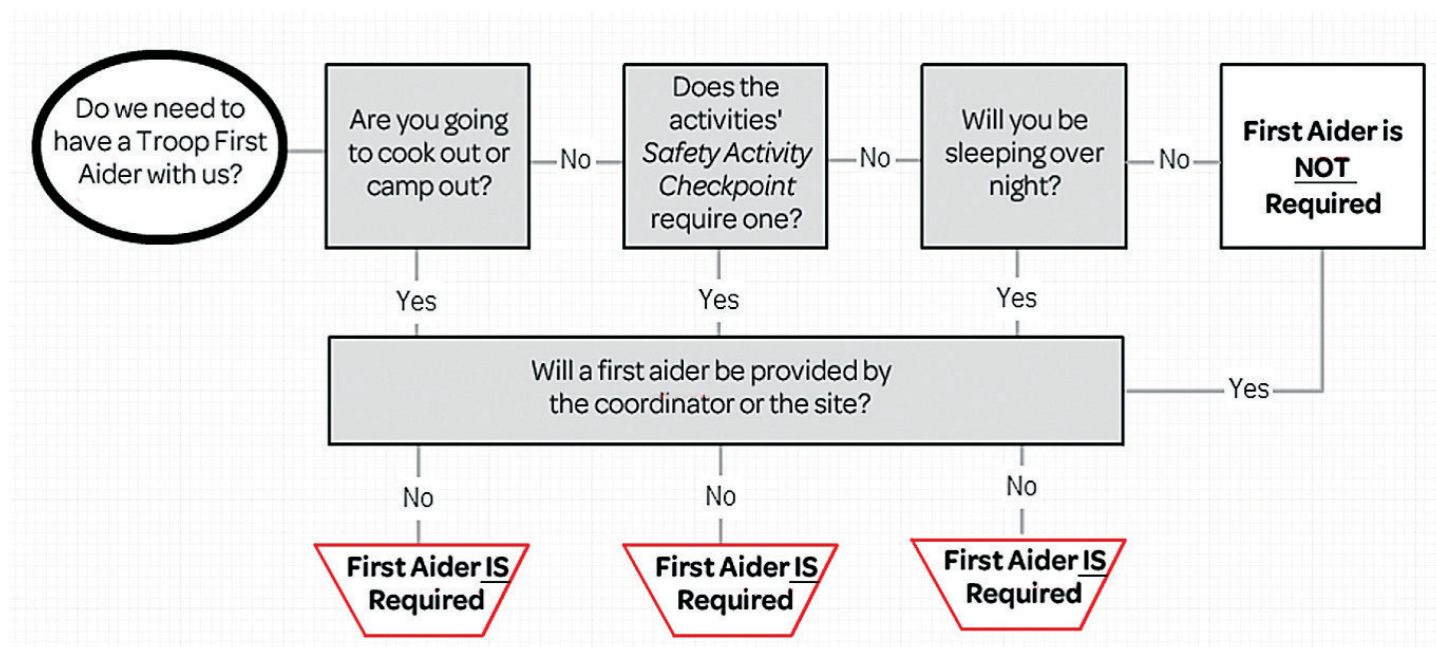 Do we need to
have a Troop First
Aider with us?
Are you going
to cook out or
camp out?
No
Does the
activities'
Safety Activity
Checkpoint
require one?
No
Will you be
sleeping over
night?
No
First Aider is
NOT
Required
Yes
Yes
Yes
Will a first aider be provided by
the coordinator or the site?
Yes
No
No
No
First Aider IS
Required
First Aider IS
Required
First Aider IS
Required